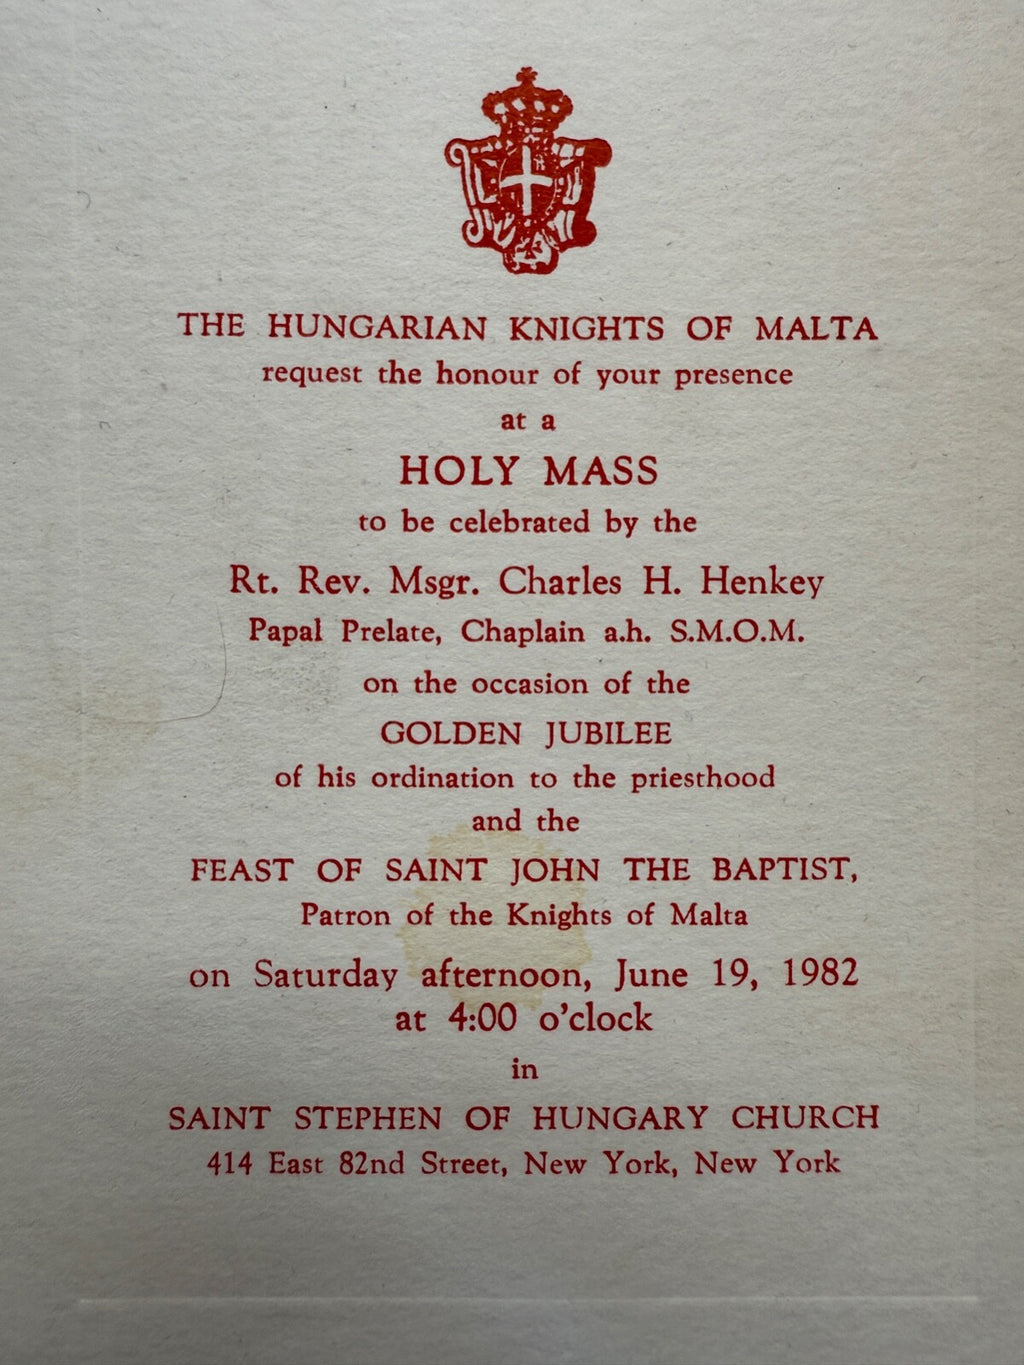 THE HUNGARIAN KNIGHTS OF MALTA
request the honour of your presence
at a
HOLY MASS
to be celebrated by the
Rt. Rev. Msgr. Charles H. Henkey
Papal Prelate, Chaplain a.h. S.M.O.M.
on the occasion of the
GOLDEN JUBILEE
of his ordination to the priesthood
and the
FEAST OF SAINT JOHN THE BAPTIST,
Patron of the Knights of Malta
on Saturday afternoon, June 19, 1982
at 4:00 o'clock
in
SAINT STEPHEN OF HUNGARY CHURCH
414 East 82nd Street, New York, New York